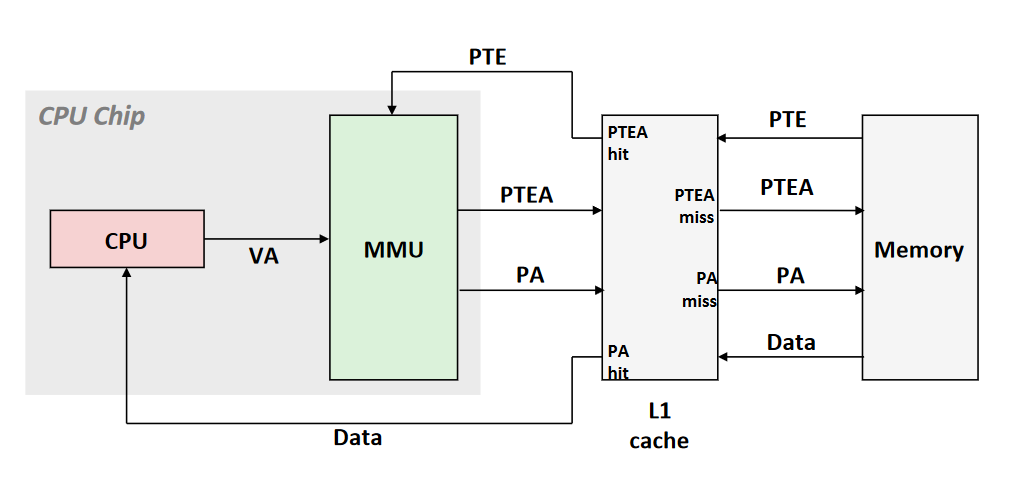 PTE
CPU Chip
PTEA
hit
PTE
PTEA
PTEA
miss
PTEA
CPU
VA
MMU
Memory
PA
PA
miss
PA
PA
hit
Data
Data
L1
cache